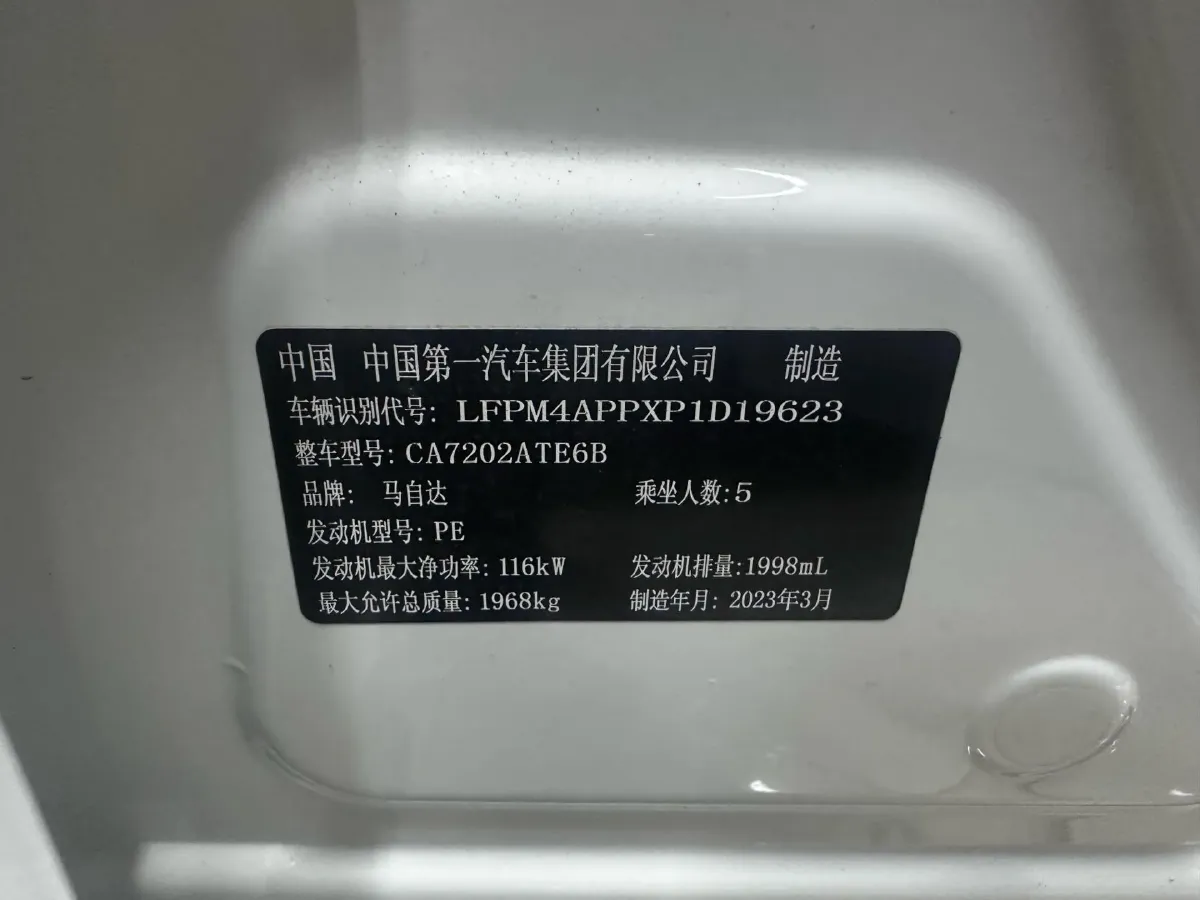 中国 中国第一汽车集团有限公司 制造
车辆识别代号: LFPM4APPXP1D19623
整车型号: CA7202ATE6B
品牌: 马自达 乘坐人数:5
发动机型号: PE
发动机最大净功率: 116kW 发动机排量:1998mL
最大允许总质量: 1968kg 制造年月: 2023年3月